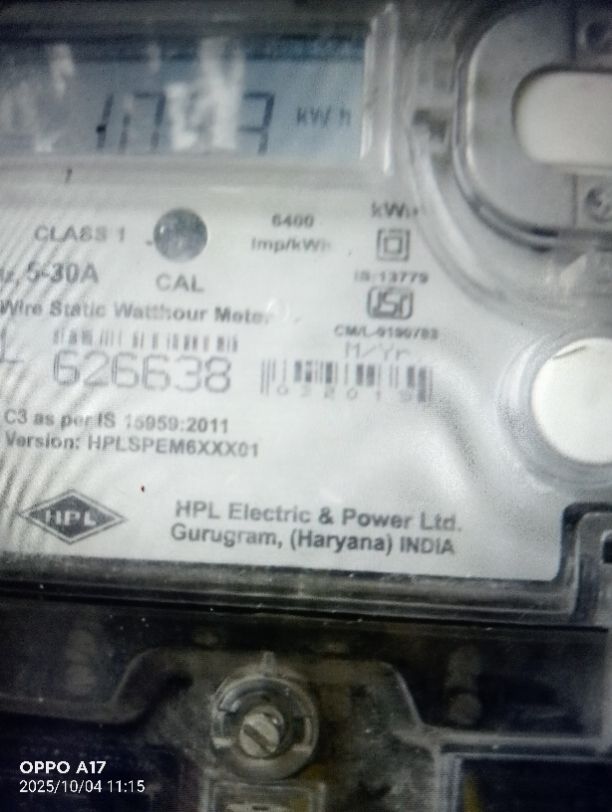 kWh
CLASS 1
CAL
6400
Imp/kWh
kWh
5-30A
IS 13779
Wire Static Watthour Meter
CM/L-9190783
M/Yr.
626638
032019
C3 as per IS 15959:2011
Version: HPLSPEM6XXX01
HPL
HPL Electric & Power Ltd.
Gurugram, (Haryana) INDIA
OPPO A17
2025/10/04 11:15